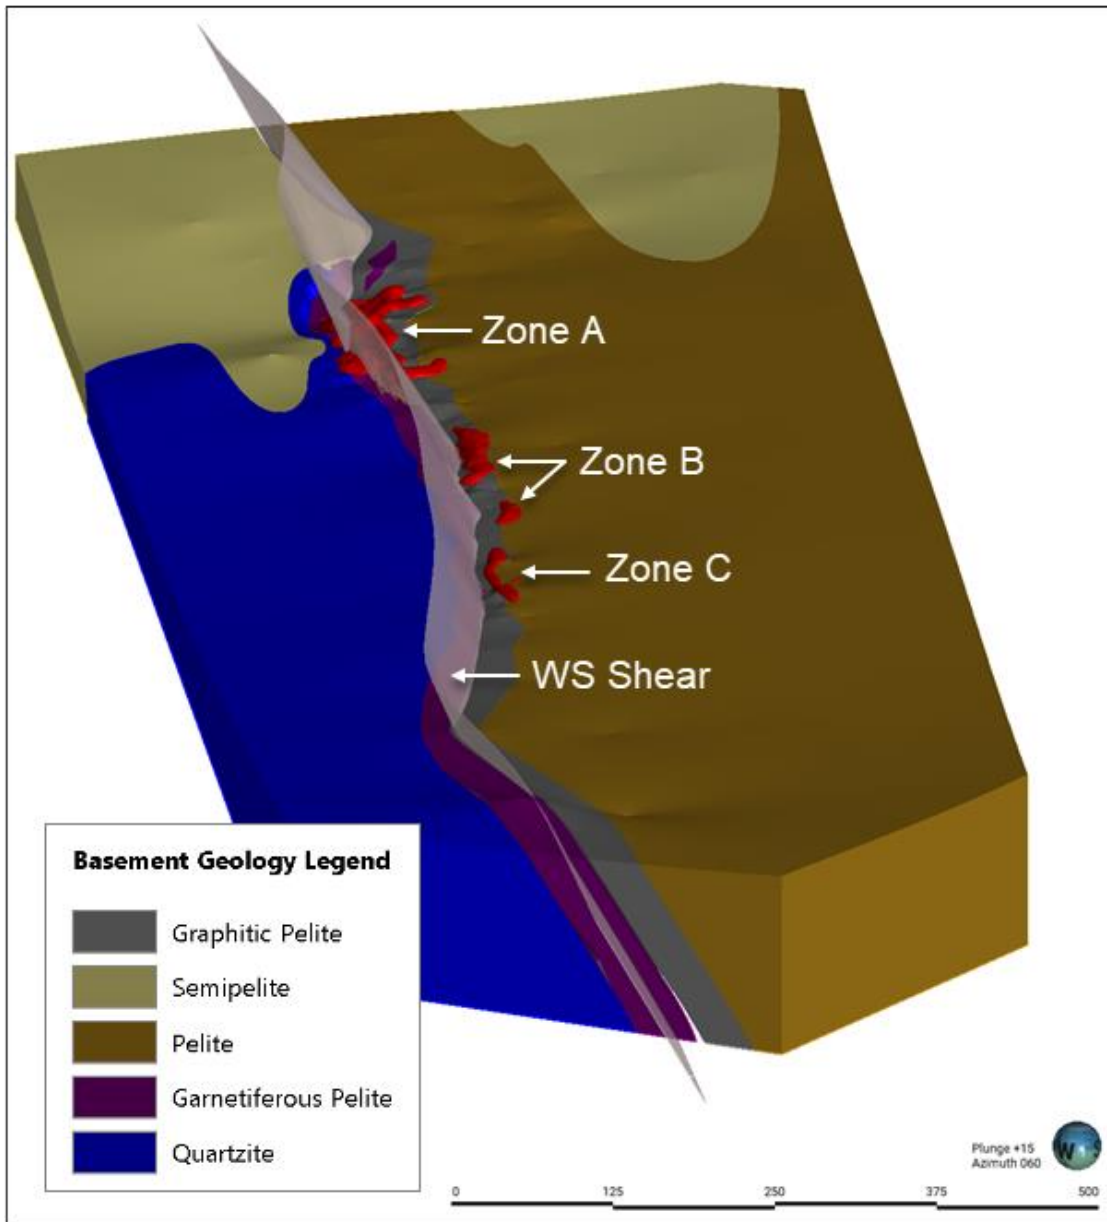 Zone A
Zone B
Zone C
WS Shear
Basement Geology Legend
Graphitic Pelite
Semipelite
Pelite
Garnetiferous Pelite
Quartzite
Plunge +15
Azimuth 060
W S
0 125 250 375 500